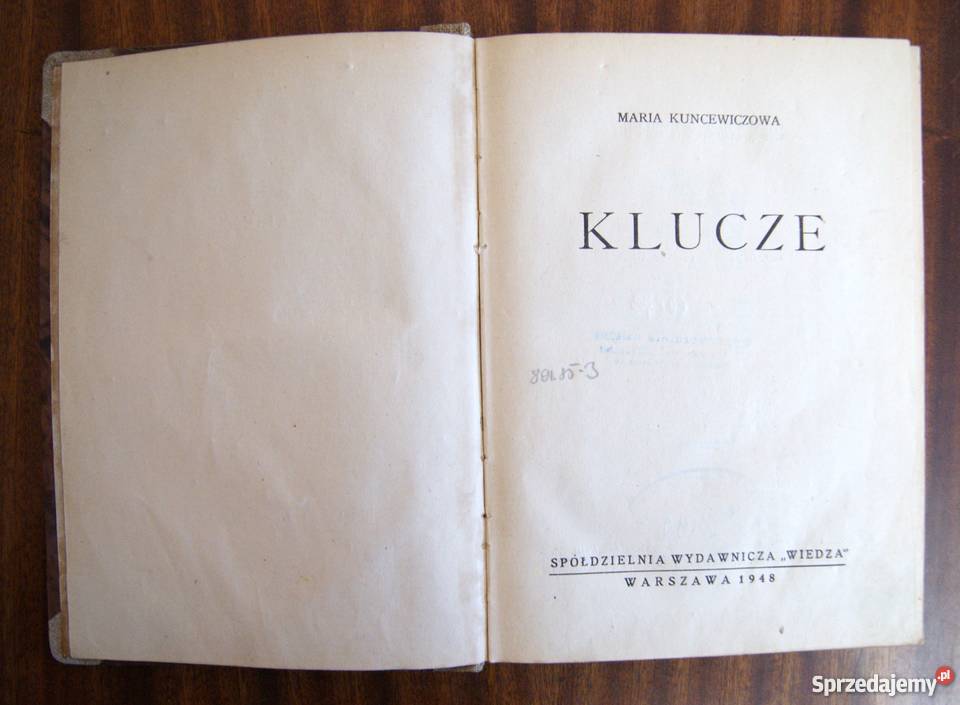 MARIA KUNCEWICZOWA
KLUCZE
SPÓŁDZIELNIA WYDAWNICZA „WIEDZA"
WARSZAWA 1948
Sprzedajemy.pl